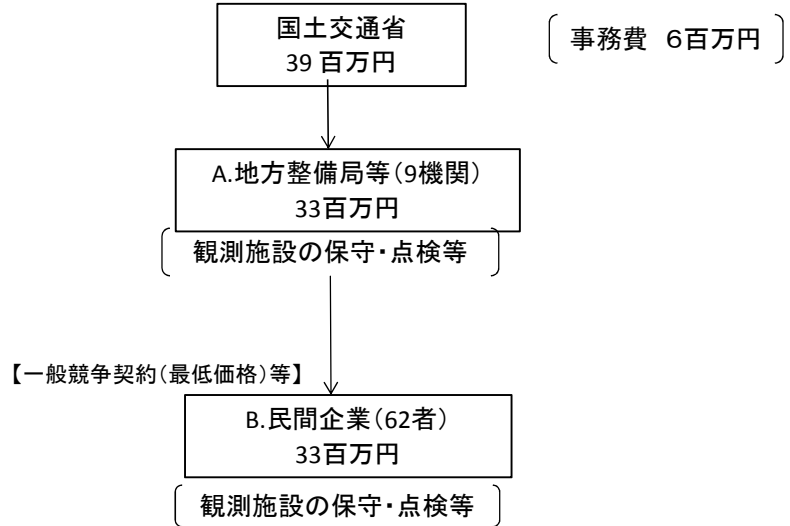 国土交通省
39 百万円
事務費 6百万円
A.地方整備局等(9機関)
33百万円
観測施設の保守・点検等
【一般競争契約(最低価格)等】
B.民間企業(62者)
33百万円
観測施設の保守・点検等